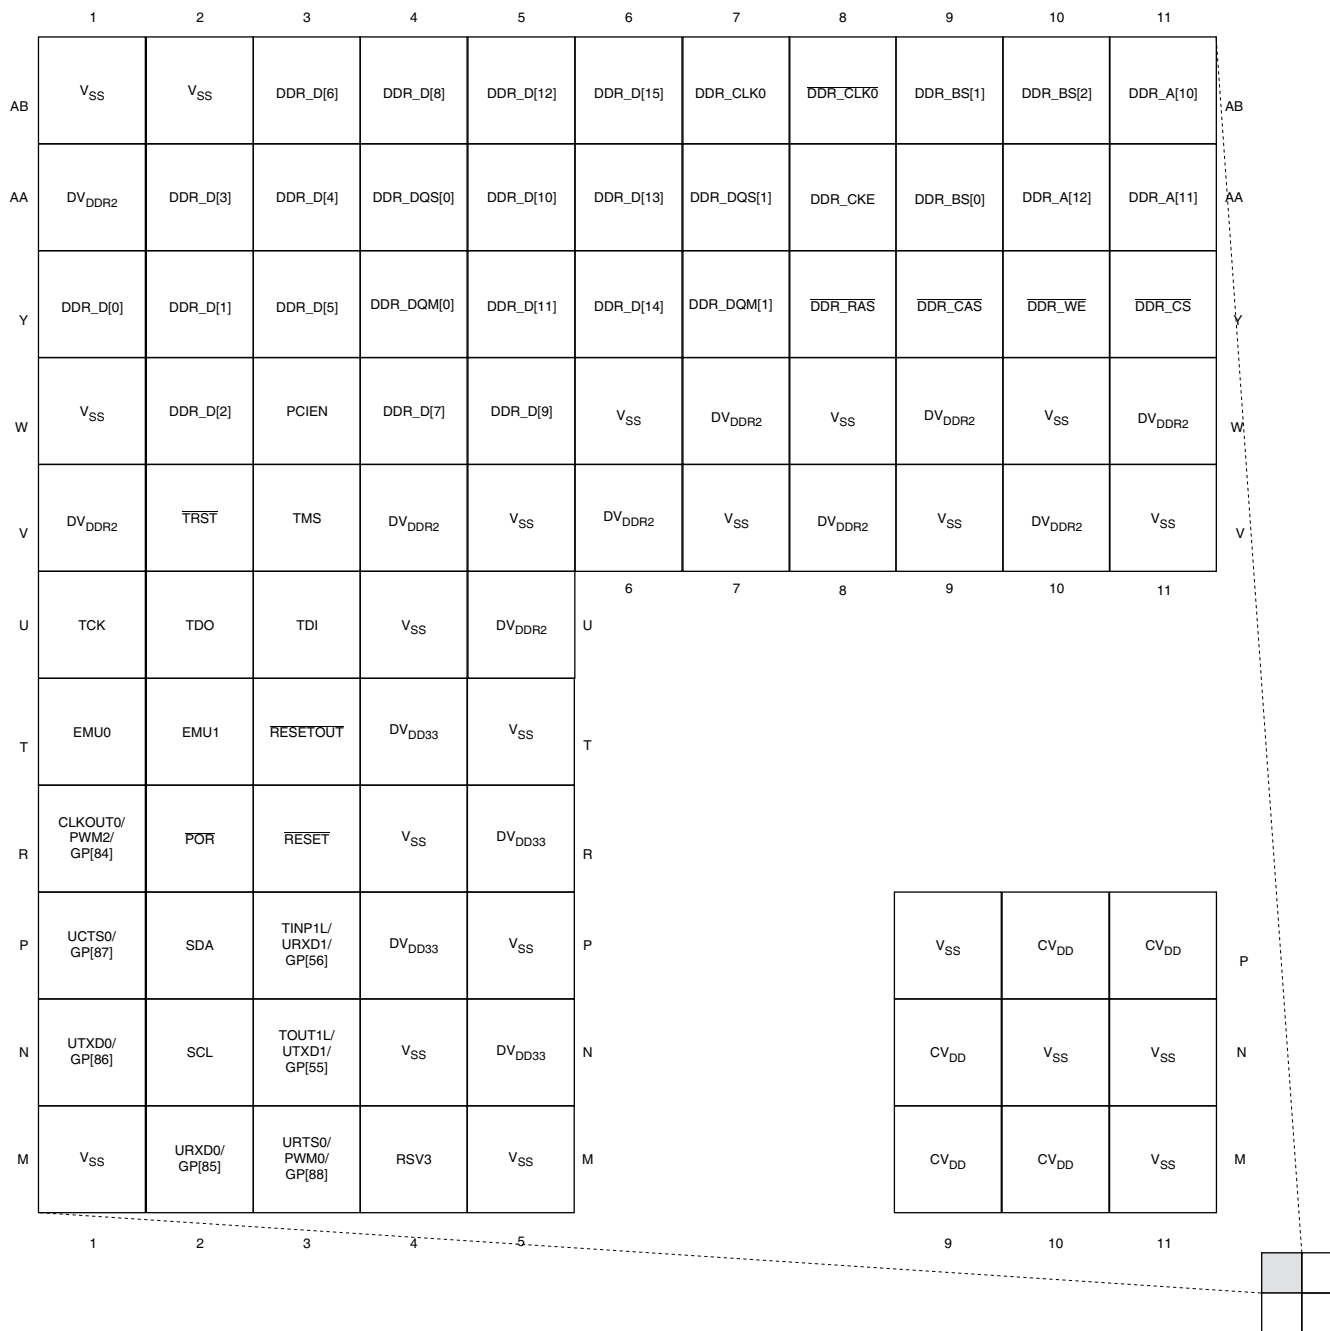 1 2 3 4 5 6 7 8 9 10 11
AB VSS VSS DDR_D[6] DDR_D[8] DDR_D[12] DDR_D[15] DDR_CLK0 DDR_CLK0 DDR_BS[1] DDR_BS[2] DDR_A[10] AB
AA DVDDR2 DDR_D[3] DDR_D[4] DDR_DQS[0] DDR_D[10] DDR_D[13] DDR_DQS[1] DDR_CKE DDR_BS[0] DDR_A[12] DDR_A[11] AA
Y DDR_D[0] DDR_D[1] DDR_D[5] DDR_DQM[0] DDR_D[11] DDR_D[14] DDR_DQM[1] DDR_RAS DDR_CAS DDR_WE DDR_CS Y
W VSS DDR_D[2] PCIEN DDR_D[7] DDR_D[9] VSS DVDDR2 VSS DVDDR2 VSS DVDDR2 W
V DVDDR2 TRST TMS DVDDR2 VSS DVDDR2 VSS DVDDR2 VSS DVDDR2 VSS V
6 7 8 9 10 11
U TCK TDO TDI VSS DVDDR2 U
T EMU0 EMU1 RESETOUT DVDD33 VSS T
R CLKOUT0/
PWM2/
GP[84] POR RESET VSS DVDD33 R
P UCTS0/
GP[87] SDA TINP1L/
URXD1/
GP[56] DVDD33 VSS P VSS CVDD CVDD P
N UTXD0/
GP[86] SCL TOUT1L/
UTXD1/
GP[55] VSS DVDD33 N CVDD VSS VSS N
M VSS URXD0/
GP[85] URTS0/
PWM0/
GP[88] RSV3 VSS M CVDD CVDD VSS M
1 2 3 4 5 9 10 11